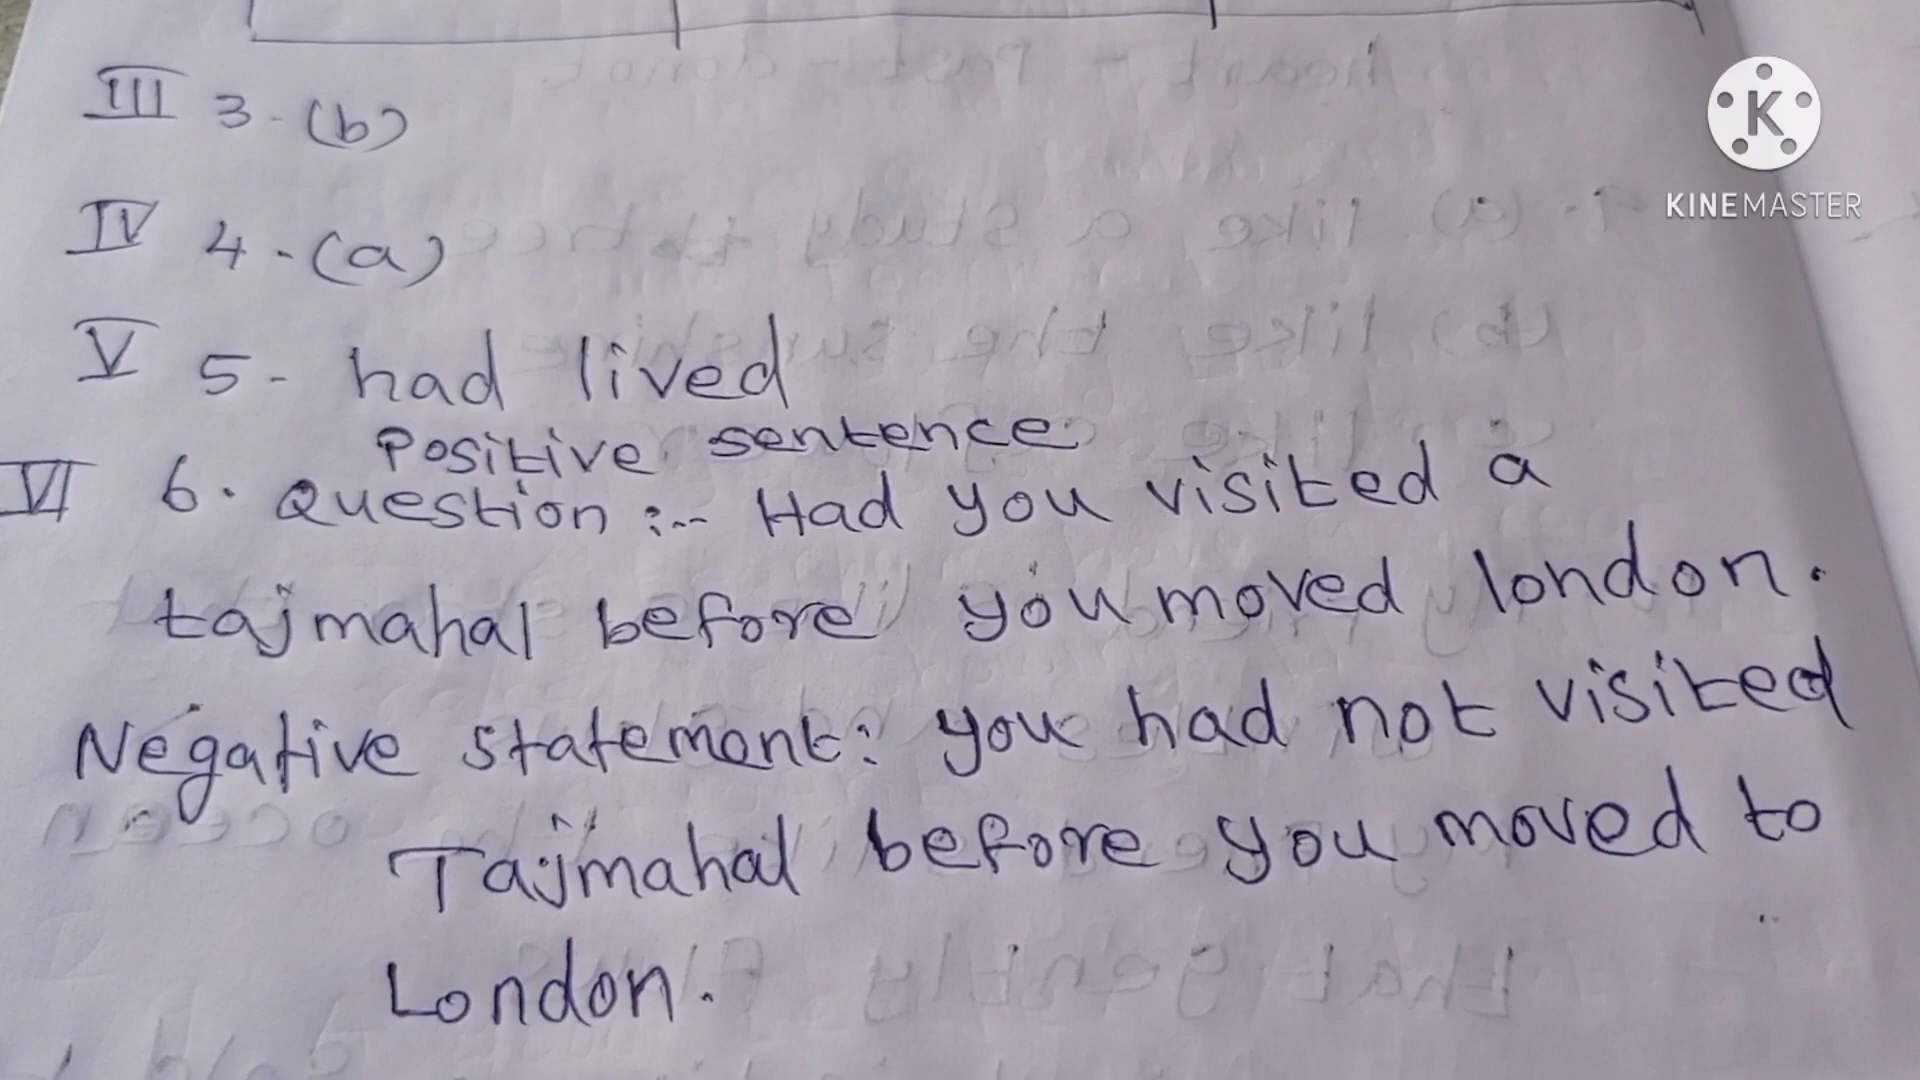 III 3-(b)
IV 4-(a)
V 5- had lived
Positive sentence
VI 6. Question :-- Had you visited a
tajmahal before you moved london.
Negative statement: you had not visited
Tajmahal before you moved to
London.
K
KINEMASTER